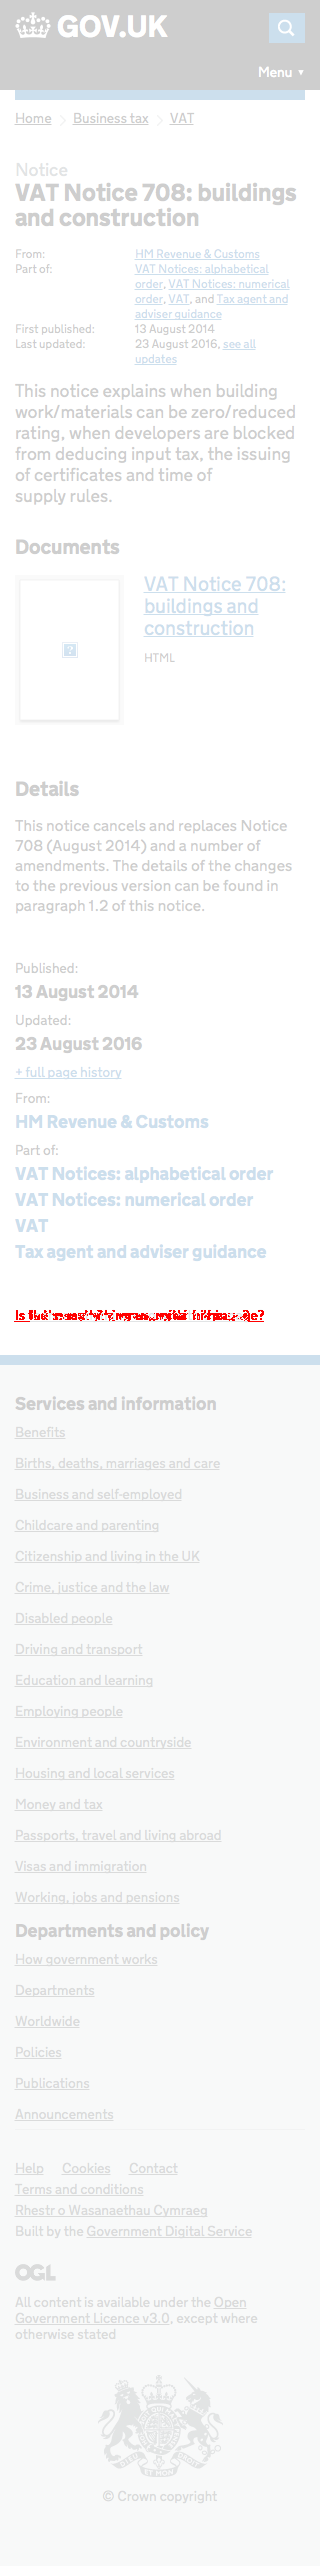 GOV.UK
Menu ▼
Home > Business tax > VAT
Notice
VAT Notice 708: buildings
and construction
From: HM Revenue & Customs
Part of: VAT Notices: alphabetical
order, VAT Notices: numerical
order, VAT, and Tax agent and
adviser guidance
First published: 13 August 2014
Last updated: 23 August 2016, see all
updates
This notice explains when building
work/materials can be zero/reduced
rating, when developers are blocked
from deducing input tax, the issuing
of certificates and time of
supply rules.
Documents
VAT Notice 708:
buildings and
construction
HTML
Details
This notice cancels and replaces Notice
708 (August 2014) and a number of
amendments. The details of the changes
to the previous version can be found in
paragraph 1.2 of this notice.
Published:
13 August 2014
Updated:
23 August 2016
+ full page history
From:
HM Revenue & Customs
Part of:
VAT Notices: alphabetical order
VAT Notices: numerical order
VAT
Tax agent and adviser guidance
Services and information
Benefits
Births, deaths, marriages and care
Business and self-employed
Childcare and parenting
Citizenship and living in the UK
Crime, justice and the law
Disabled people
Driving and transport
Education and learning
Employing people
Environment and countryside
Housing and local services
Money and tax
Passports, travel and living abroad
Visas and immigration
Working, jobs and pensions
Departments and policy
How government works
Departments
Worldwide
Policies
Publications
Announcements
Help Cookies Contact
Terms and conditions
Rhestr o Wasanaethau Cymraeg
Built by the Government Digital Service
OGL
All content is available under the Open
Government Licence v3.0, except where
otherwise stated
© Crown copyright